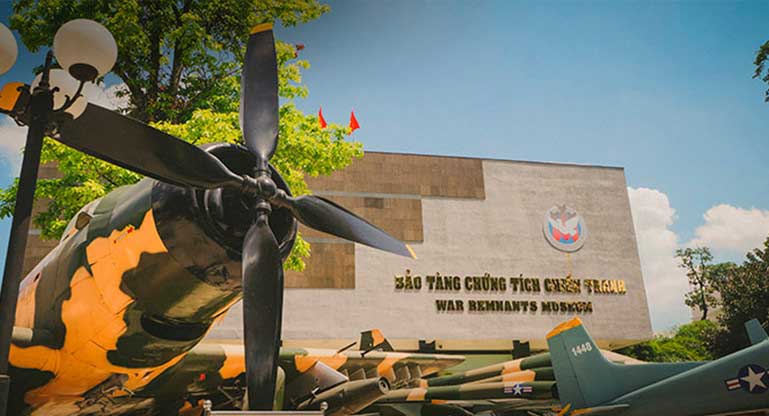 BẢO TÀNG CHỨNG TÍCH CHIẾN TRANH
WAR REMNANTS MUSEUM
1448